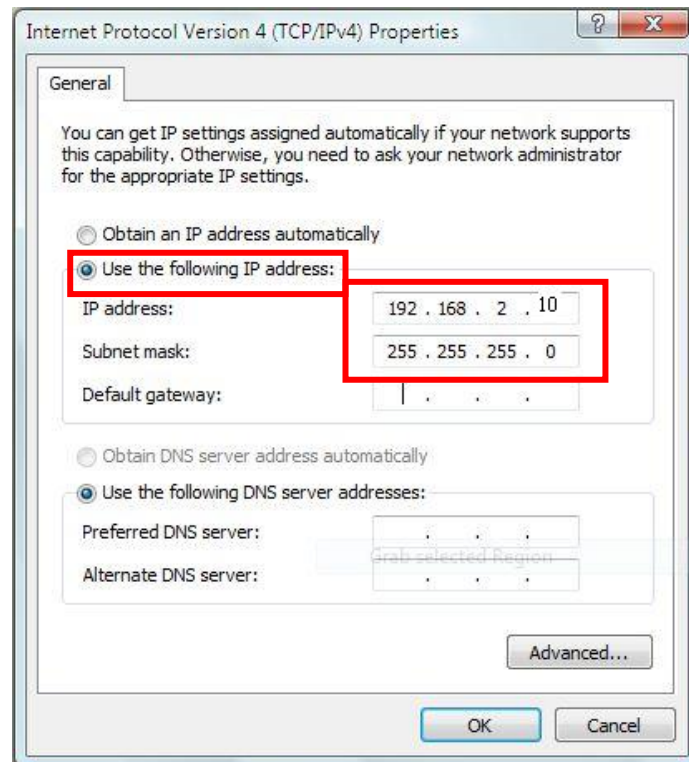 Internet Protocol Version 4 (TCP/IPv4) Properties
?
X
General
You can get IP settings assigned automatically if your network supports
this capability. Otherwise, you need to ask your network administrator
for the appropriate IP settings.
Obtain an IP address automatically
Use the following IP address:
IP address: 192 . 168 . 2 . 10
Subnet mask: 255 . 255 . 255 . 0
Default gateway: . . .
Obtain DNS server address automatically
Use the following DNS server addresses:
Preferred DNS server: . . .
Grab selected Region
Alternate DNS server: . . .
Advanced...
OK Cancel